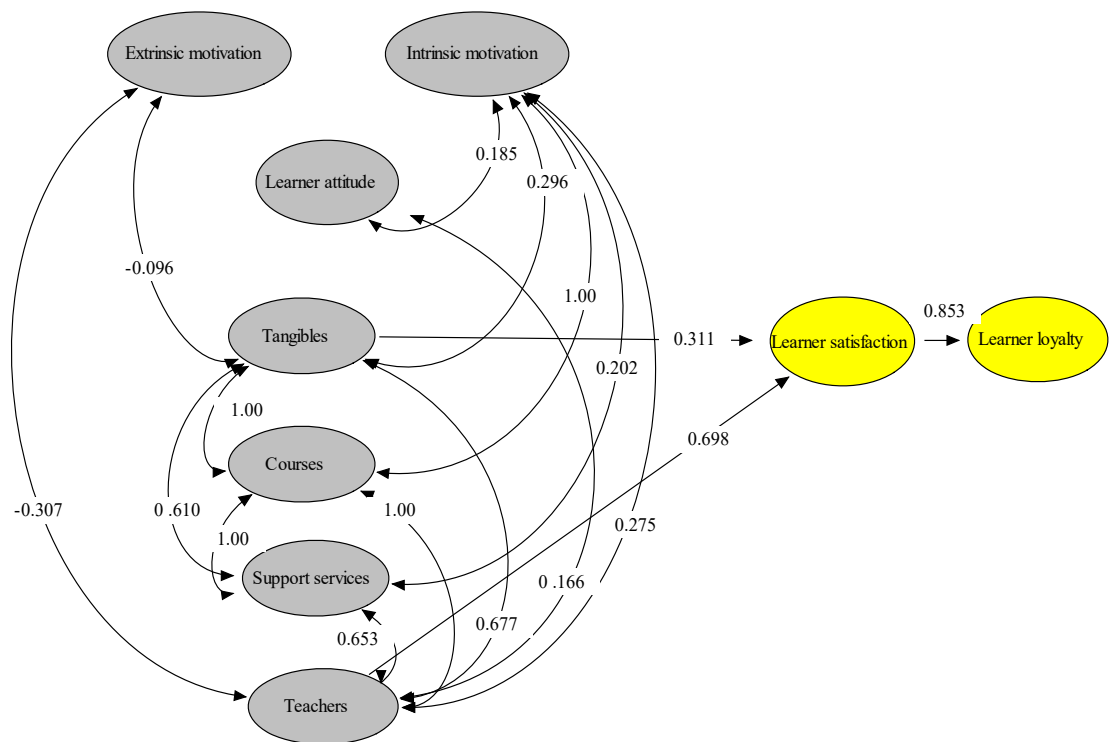 Extrinsic motivation
Intrinsic motivation
0.185
Learner attitude
0.296
-0.096
1.00
0.853
Tangibles
0.311
Learner satisfaction
Learner loyalty
0.202
1.00
0.698
Courses
-0.307
0 .610
1.00
0.275
1.00
Support services
0 .166
0.677
0.653
Teachers